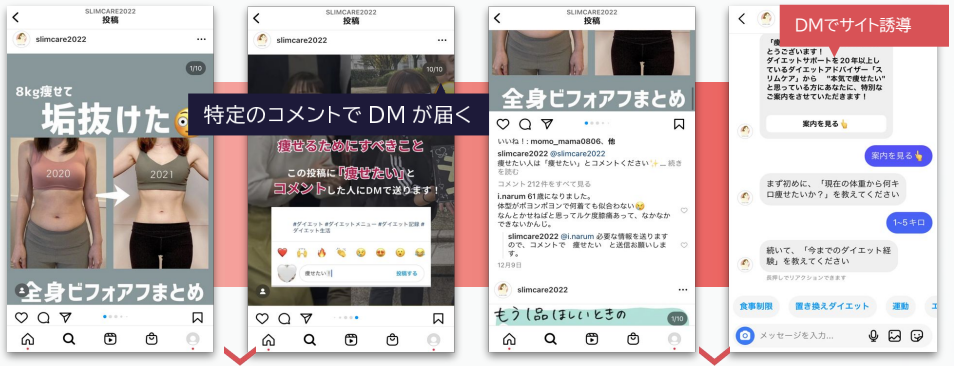 SLIMCARE2022
投稿
slimcare2022
1/10
8kg痩せて
垢抜けた
2020
2021
全身ビフォアフまとめ
SLIMCARE2022
投稿
slimcare2022
10/10
特定のコメントで DM が届く
痩せるためにすべきこと
この投稿に「痩せたい」と
コメントした人にDMで送ります!
#ダイエット #ダイエットメニュー #ダイエット記録 #
ダイエット生活
痩せたい
投稿する
SLIMCARE2022
投稿
全身ビフォアフまとめ
いいね!:momo_mama0806、他
slimcare2022 @slimcare2022
痩せたい人は「痩せたい」とコメントください✨ … 続き
を読む
コメント212件をすべて見る
i.narum 61歳になりました。
体型がボヨンボヨンで何着ても似合わない😢
なんとかせねばと思ってルケ度膝痛あって、なかなか
できないかんじ。
slimcare2022 @i.narum 必要な情報を送ります
ので、コメントで 痩せたい と送信お願いしま
す。
12月9日
slimcare2022
もう1品ほしいときの
1/10
DMでサイト誘導
とうございます!
ダイエットサポートを20年以上し
ているダイエットアドバイザー「ス
リムケア」から “本気で痩せたい”
と思っている方にあなたに、特別な
ご案内をさせていただきます!
案内を見る👆
案内を見る👆
まず初めに、「現在の体重から何キ
ロ痩せたいか?」を教えてください
1~5キロ
続いて、「今までのダイエット経
験」を教えてください
長押しでリアクションできます
食事制限
置き換えダイエット
運動
メッセージを入力...